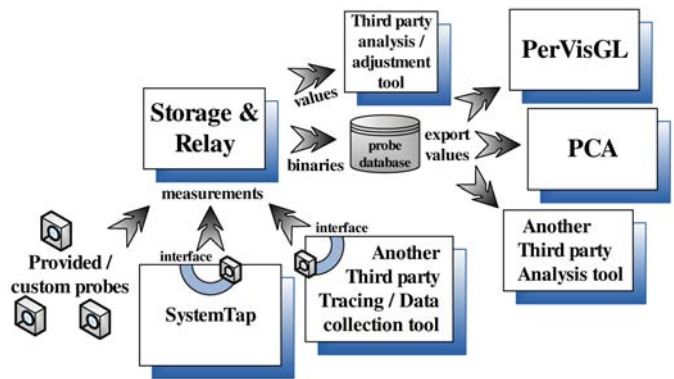 Third party
analysis /
adjustment
tool
PerVisGL
values
Storage &
Relay
binaries
probe
database
export
values
PCA
measurements
interface
interface
Provided /
custom probes
SystemTap
Another
Third party
Tracing / Data
collection tool
Another
Third party
Analysis tool